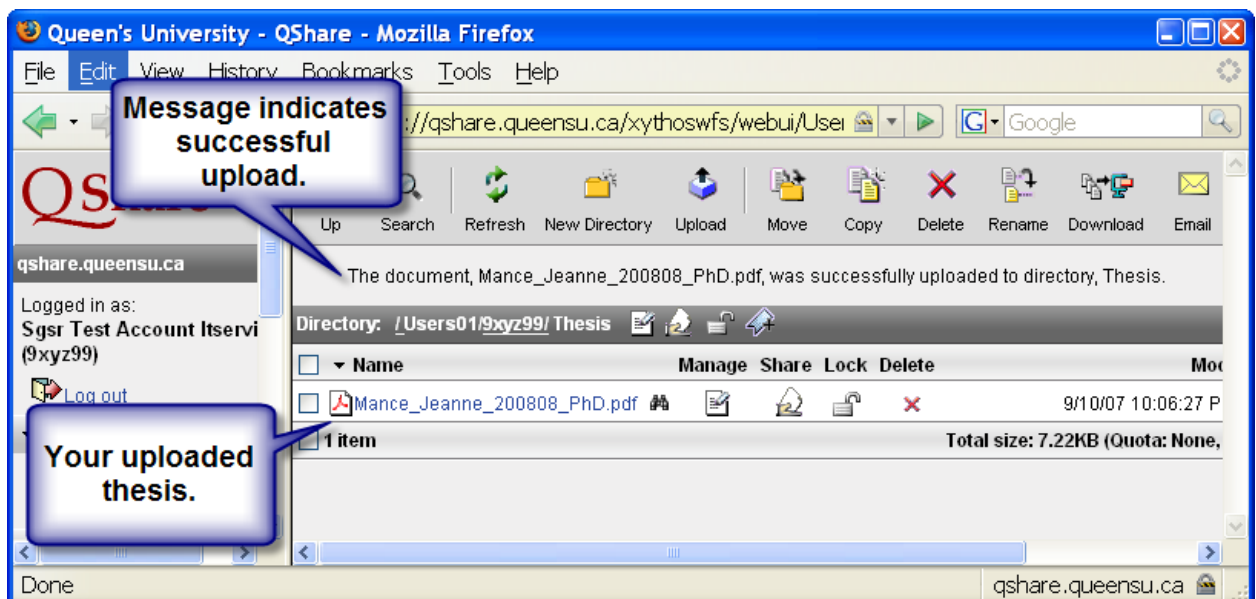 Queen's University - QShare - Mozilla Firefox
File Edit View History Bookmarks Tools Help
Message indicates
successful
upload.
://qshare.queensu.ca/xythoswfs/webui/User
G Google
QShare
Up Search Refresh New Directory Upload Move Copy Delete Rename Download Email
qshare.queensu.ca
The document, Mance_Jeanne_200808_PhD.pdf, was successfully uploaded to directory, Thesis.
Logged in as:
Sgsr Test Account Itservi
(9xyz99)
Log out
Directory: /Users01/9xyz99/ Thesis
Name Manage Share Lock Delete
Mance_Jeanne_200808_PhD.pdf 9/10/07 10:06:27 P
1 item Total size: 7.22KB (Quota: None,
Your uploaded
thesis.
Done qshare.queensu.ca